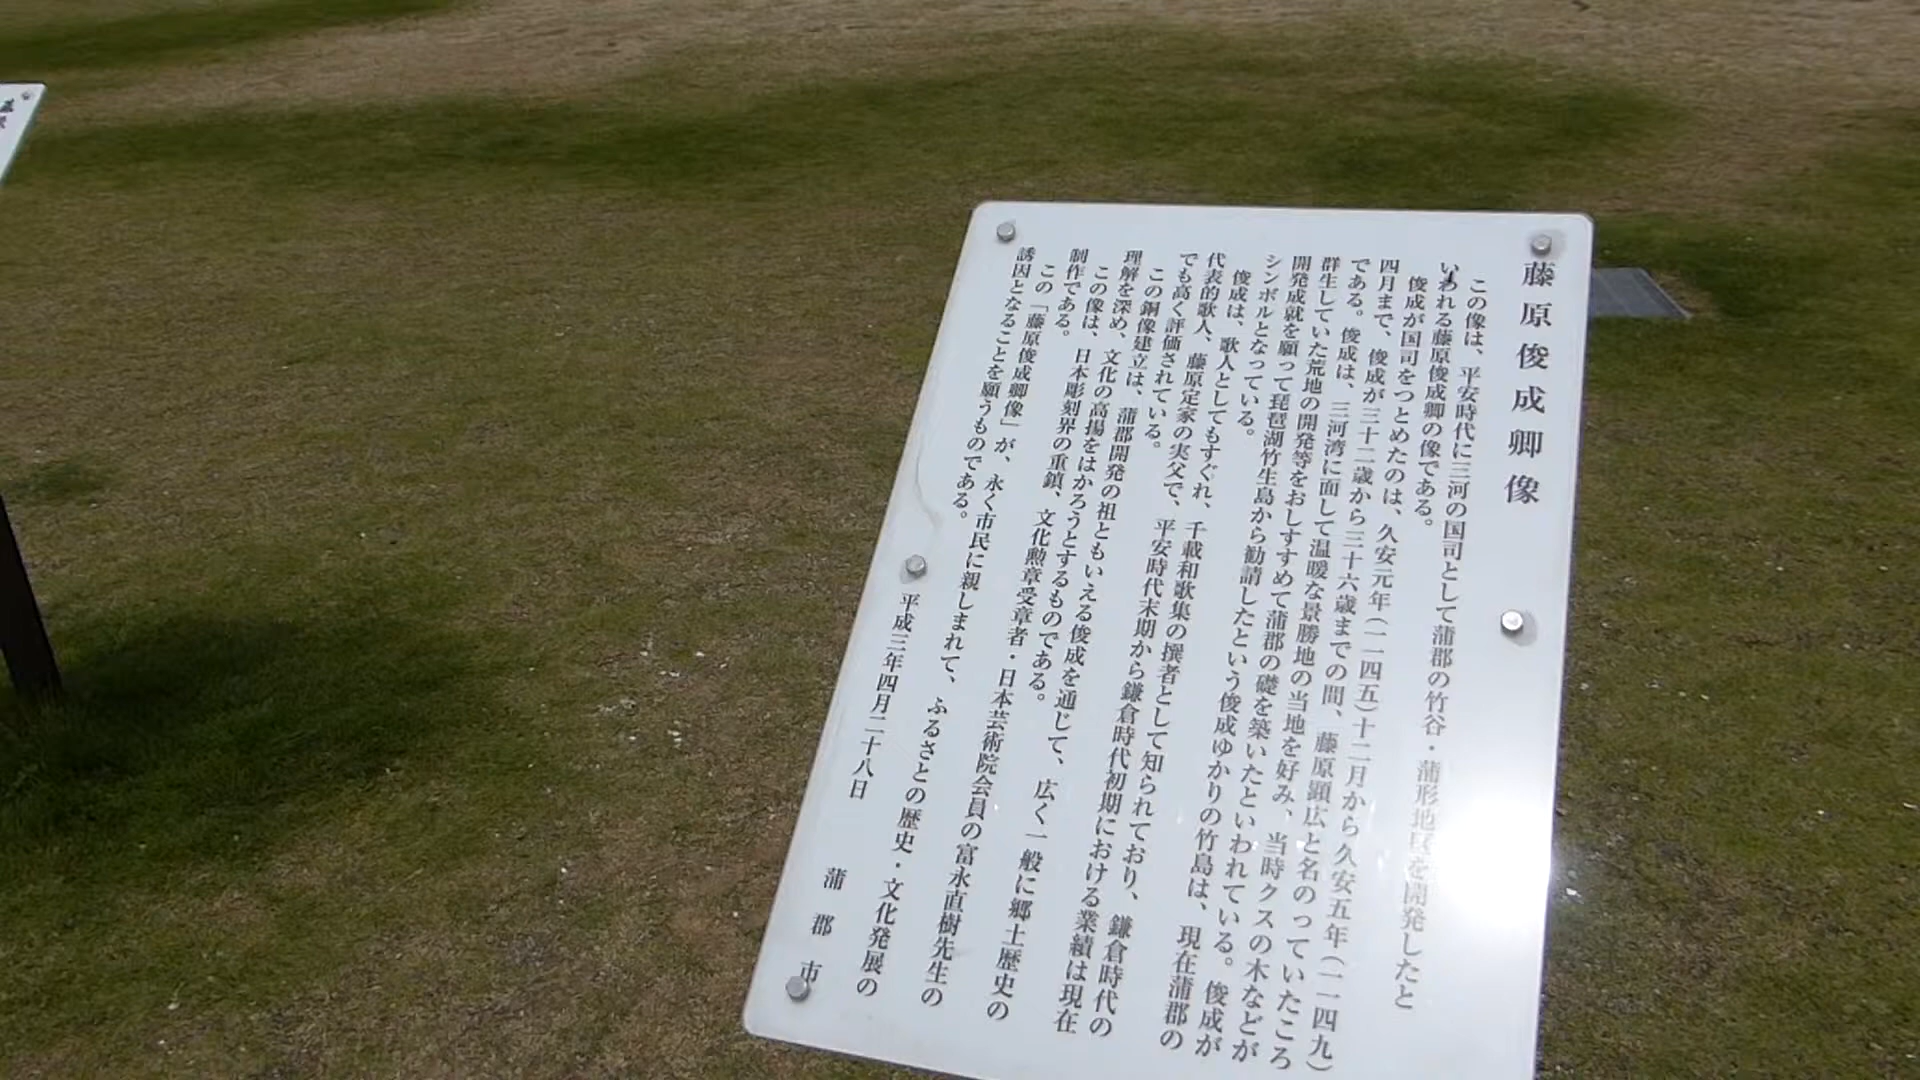 藤原俊成卿像
この像は、平安時代に三河の国司として蒲郡の竹谷・蒲形地区を開発したと
いわれる藤原俊成卿の像である。
俊成が国司をつとめたのは、久安元年（一一四五）十二月から久安五年（一一四九）
四月まで、俊成が三十二歳から三十六歳までの間、藤原顕広と名のっていたころ
である。俊成は、三河湾に面して温暖な景勝地の当地を好み、当時クスの木などが
群生していた荒地の開発等をおしすすめて蒲郡の礎を築いたといわれている。俊成が
開発成就を願って琵琶湖竹生島から勧請したという俊成ゆかりの竹島は、現在蒲郡の
シンボルとなっている。
俊成は、歌人としてもすぐれ、千載和歌集の撰者として知られており、鎌倉時代の
代表的歌人、藤原定家の実父で、平安時代末期から鎌倉時代初期における業績は現在
でも高く評価されている。
この銅像建立は、蒲郡開発の祖ともいえる俊成を通じて、広く一般に郷土歴史の
理解を深め、文化の高揚をはかろうとするものである。
この像は、日本彫刻界の重鎮、文化勲章受章者・日本芸術院会員の富永直樹先生の
制作である。
この「藤原俊成卿像」が、永く市民に親しまれて、ふるさとの歴史・文化発展の
誘因となることを願うものである。
平成三年四月二十八日
蒲郡市